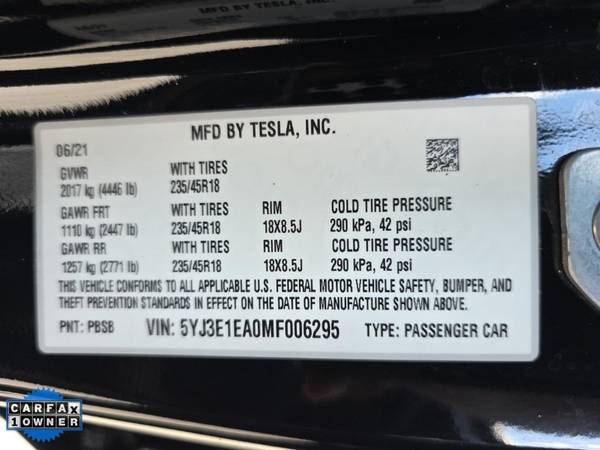 MFD BY TESLA, INC.
06/21
GVWR WITH TIRES
2017 kg (4446 lb) 235/45R18
GAWR FRT WITH TIRES RIM COLD TIRE PRESSURE
1110 kg (2447 lb) 235/45R18 18X8.5J 290 kPa, 42 psi
GAWR RR WITH TIRES RIM COLD TIRE PRESSURE
1257 kg (2771 lb) 235/45R18 18X8.5J 290 kPa, 42 psi
THIS VEHICLE CONFORMS TO ALL APPLICABLE U.S. FEDERAL MOTOR VEHICLE SAFETY, BUMPER, AND
THEFT PREVENTION STANDARDS IN EFFECT ON THE DATE OF MANUFACTURE SHOWN ABOVE.
PNT: PBSB VIN: 5YJ3E1EA0MF006295 TYPE: PASSENGER CAR
CARFAX
1 OWNER